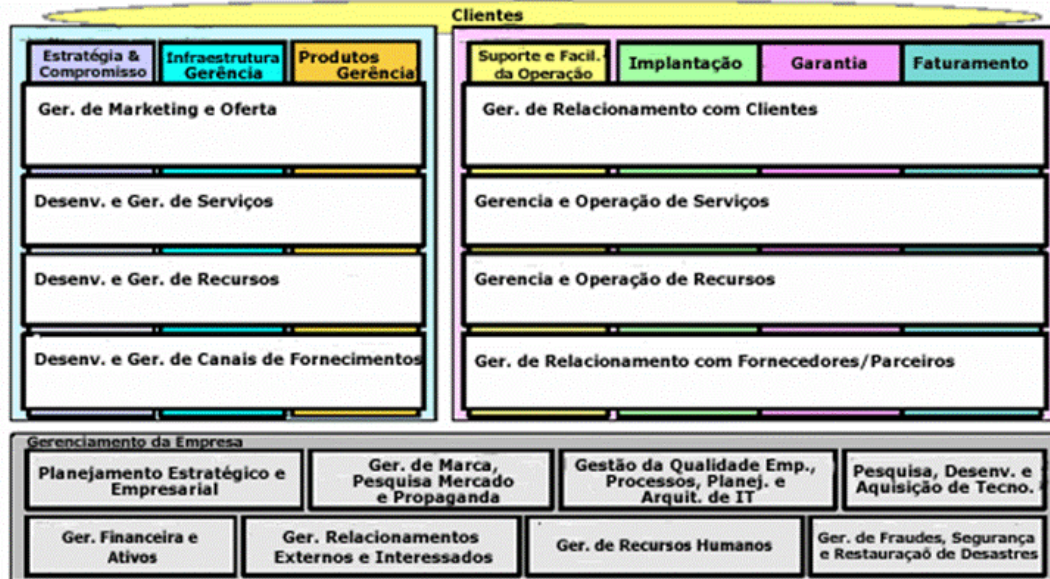 Clientes
Estratégia &
Compromisso
Infraestrutura
Gerência
Produtos
Gerência
Suporte e Facil.
da Operação
Implantação
Garantia
Faturamento
Ger. de Marketing e Oferta
Ger. de Relacionamento com Clientes
Desenv. e Ger. de Serviços
Gerencia e Operação de Serviços
Desenv. e Ger. de Recursos
Gerencia e Operação de Recursos
Desenv. e Ger. de Canais de Fornecimentos
Ger. de Relacionamento com Fornecedores/Parceiros
Gerenciamento da Empresa
Planejamento Estratégico e
Empresarial
Ger. de Marca,
Pesquisa Mercado
e Propaganda
Gestão da Qualidade Emp.,
Processos, Planej. e
Arquit. de IT
Pesquisa, Desenv. e
Aquisição de Tecno.
Ger. Financeira e
Ativos
Ger. Relacionamentos
Externos e Interessados
Ger. de Recursos Humanos
Ger. de Fraudes, Segurança
e Restauraçaõ de Desastres